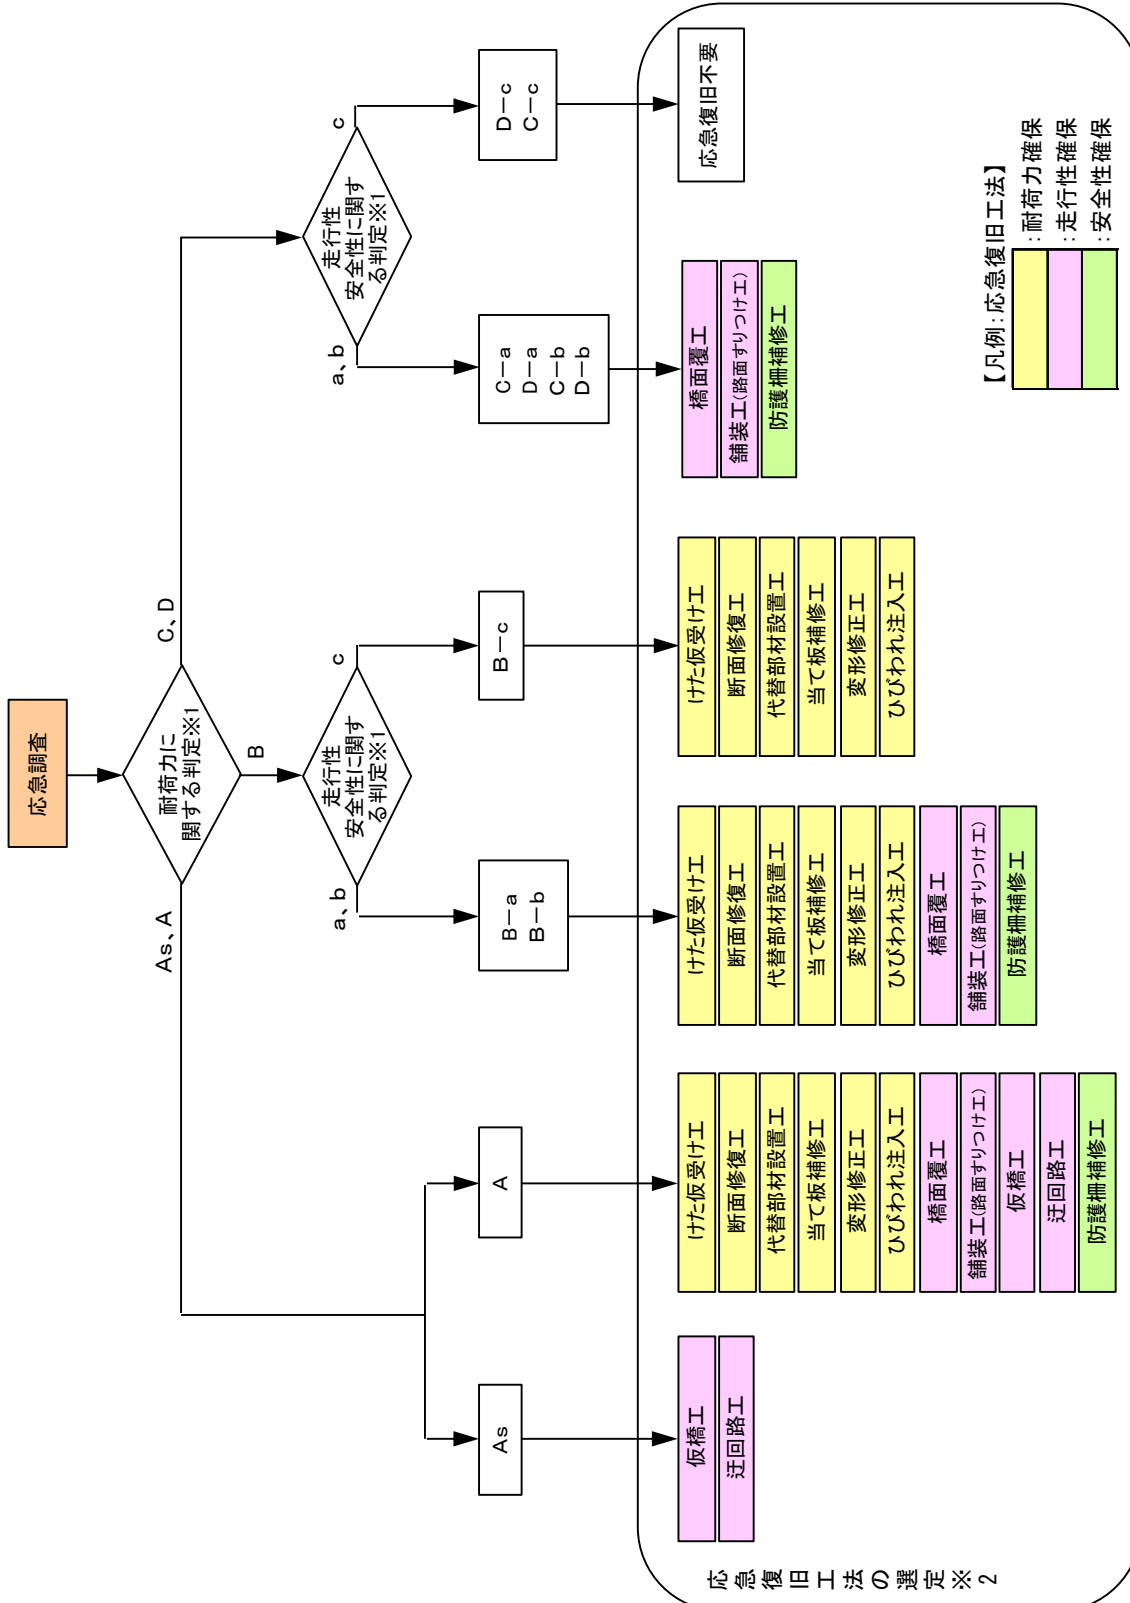 応急調査
耐荷力に
関する判定※1
As、A
B
C、D
走行性
安全性に関す
る判定※1
a、b
c
走行性
安全性に関す
る判定※1
a、b
c
As
A
B－a
B－b
B－c
C－a
D－a
C－b
D－b
D－c
C－c
応急復旧工法の選定※2
仮橋工
迂回路工
けた仮受け工
断面修復工
代替部材設置工
当て板補修工
変形修正工
ひびわれ注入工
橋面覆工
舗装工(路面すりつけ工)
仮橋工
迂回路工
防護柵補修工
けた仮受け工
断面修復工
代替部材設置工
当て板補修工
変形修正工
ひびわれ注入工
橋面覆工
舗装工(路面すりつけ工)
防護柵補修工
けた仮受け工
断面修復工
代替部材設置工
当て板補修工
変形修正工
ひびわれ注入工
橋面覆工
舗装工(路面すりつけ工)
防護柵補修工
応急復旧不要
【凡例：応急復旧工法】
：耐荷力確保
：走行性確保
：安全性確保